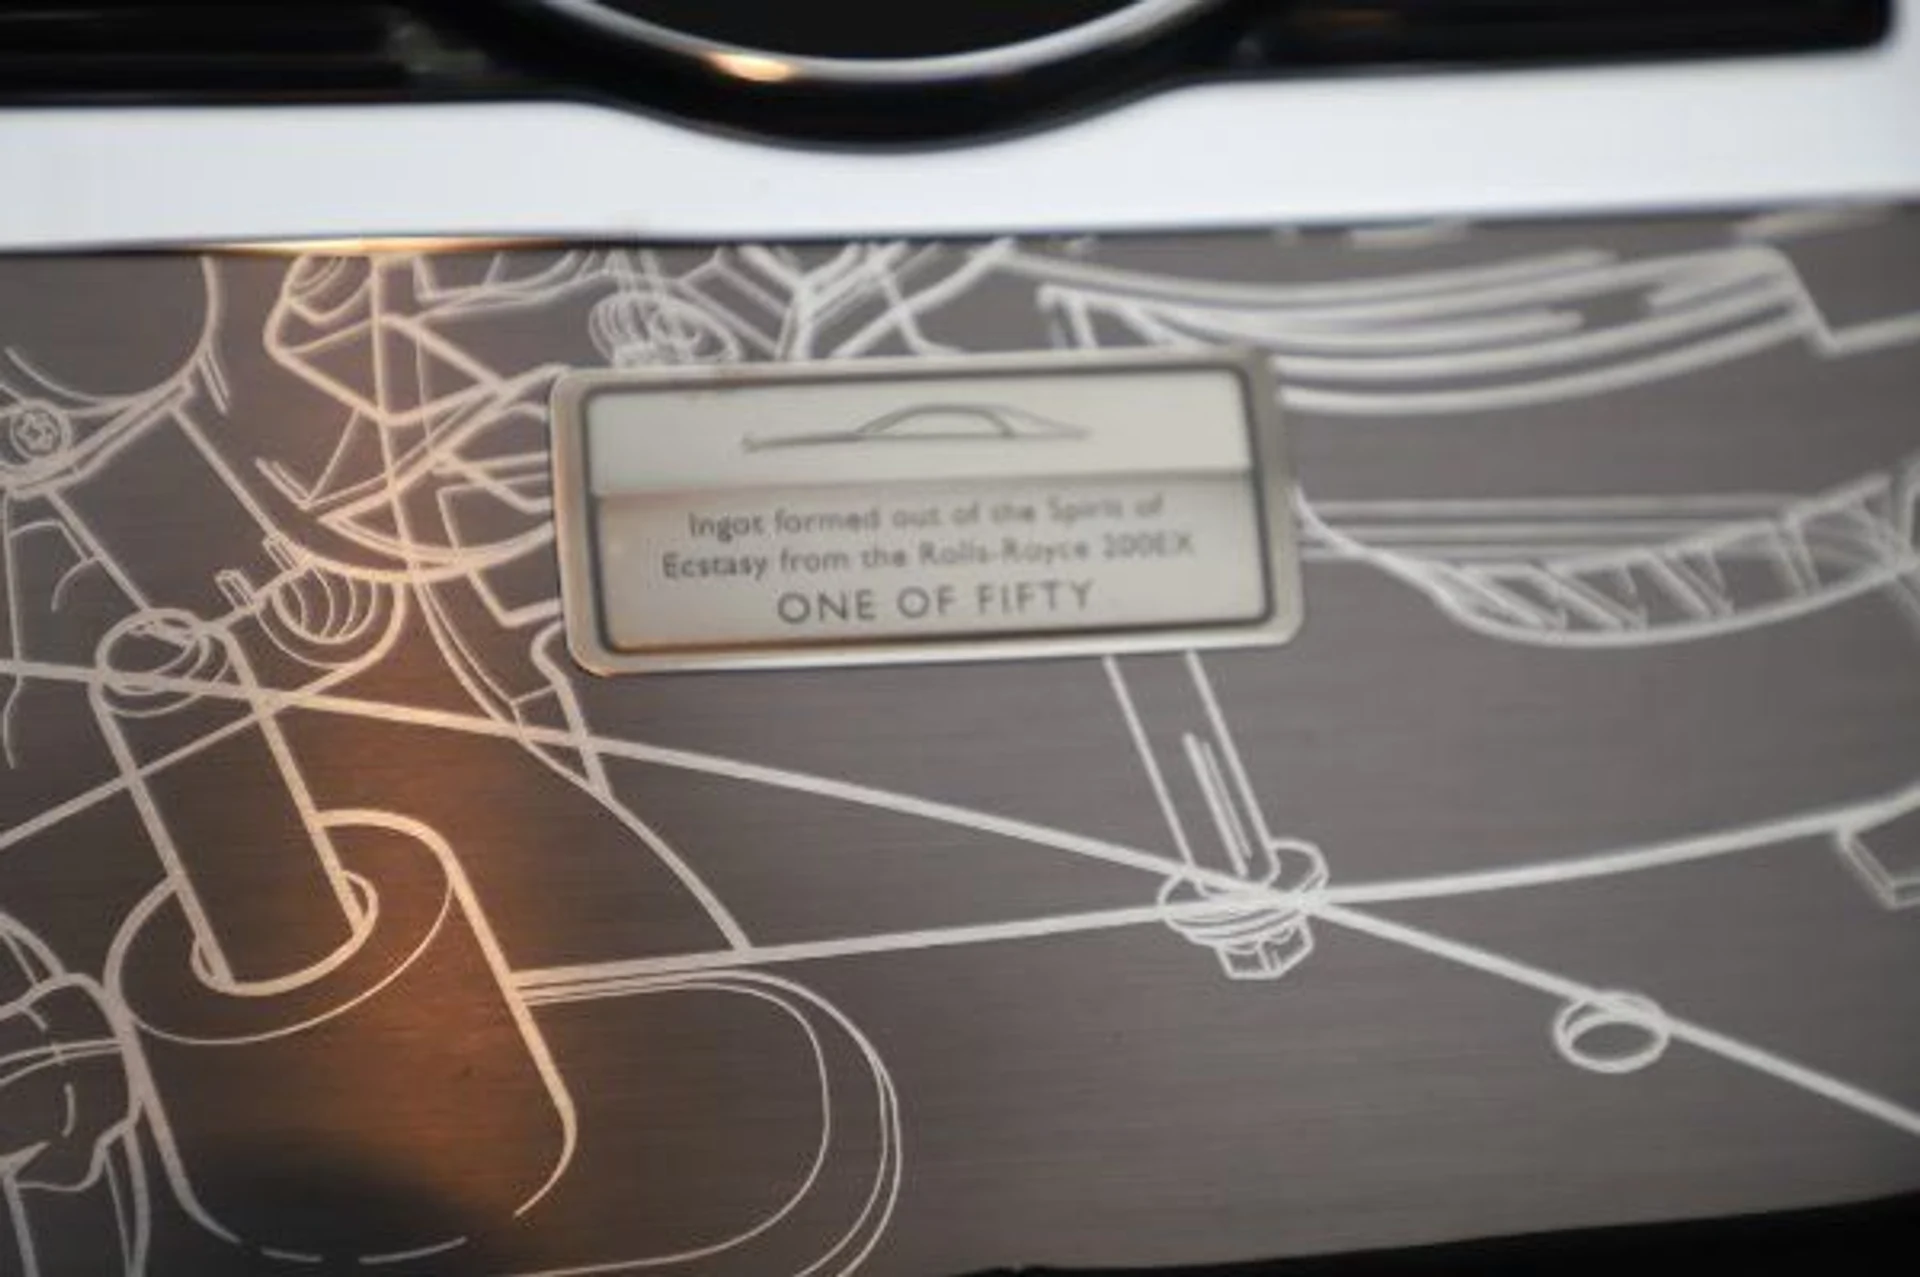 Ingot formed out of the Spirit of
Ecstasy from the Rolls-Royce 200EX
ONE OF FIFTY